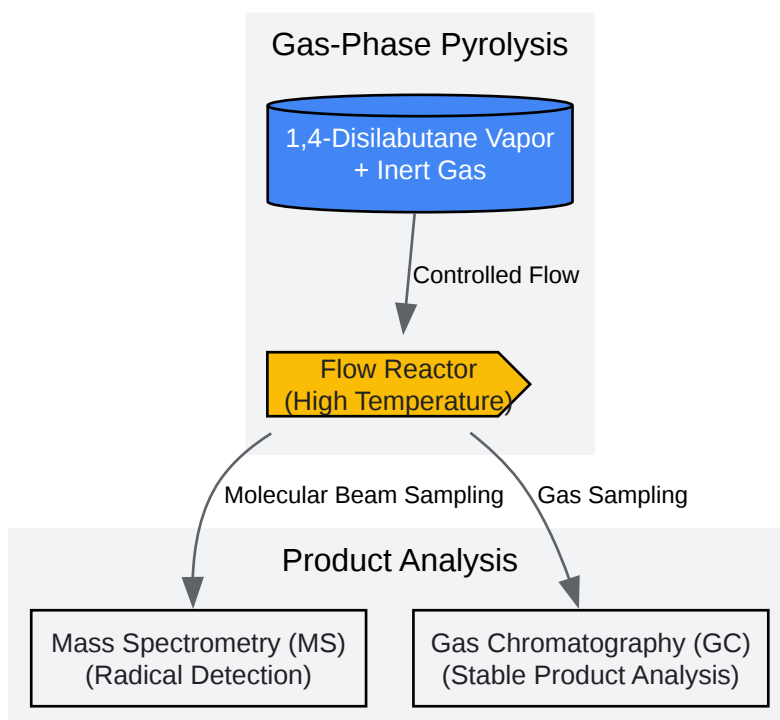 Gas-Phase Pyrolysis
1,4-Disilabutane Vapor
+ Inert Gas
Controlled Flow
Flow Reactor
(High Temperature)
Molecular Beam Sampling
Gas Sampling
Product Analysis
Mass Spectrometry (MS)
(Radical Detection)
Gas Chromatography (GC)
(Stable Product Analysis)